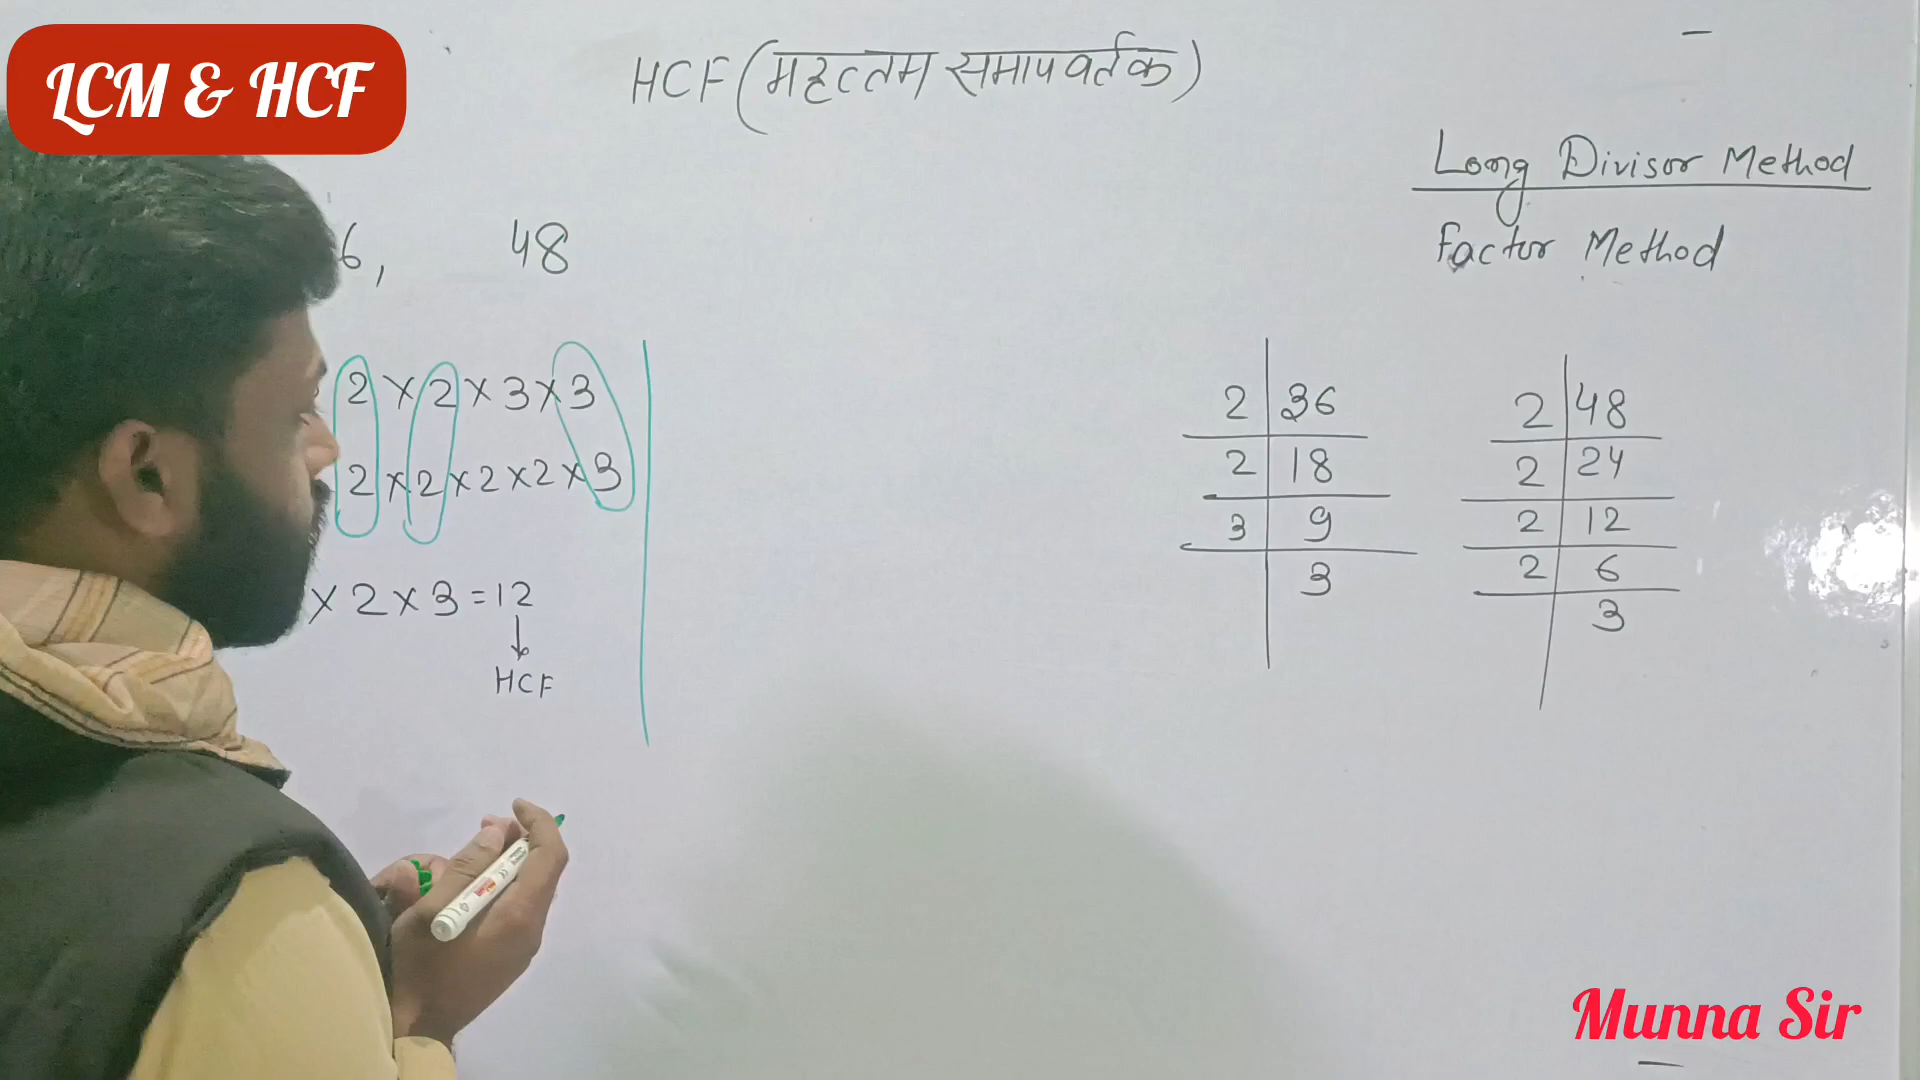 LCM & HCF
HCF (महत्तम समापवर्तक)
Long Divisor Method
Factor Method
6, 48
2 × 2 × 3 × 3
2 × 2 × 2 × 2 × 3
× 2 × 3 = 12
↓
HCF
2 | 36
2 | 18
3 | 9
3
2 | 48
2 | 24
2 | 12
2 | 6
3
Munna Sir